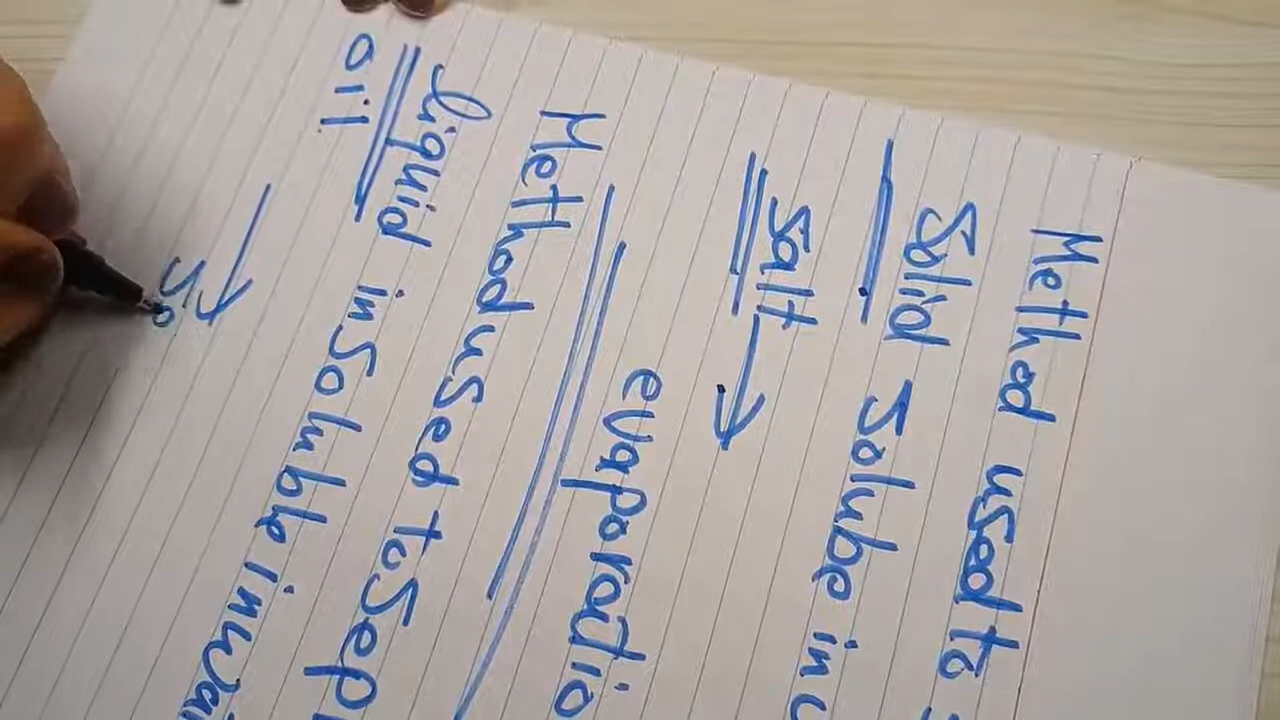 Method used to
Solid Soluble in
Salt →
evaporatio
Method used to Sep
liquid insoluble in wa
oil
→